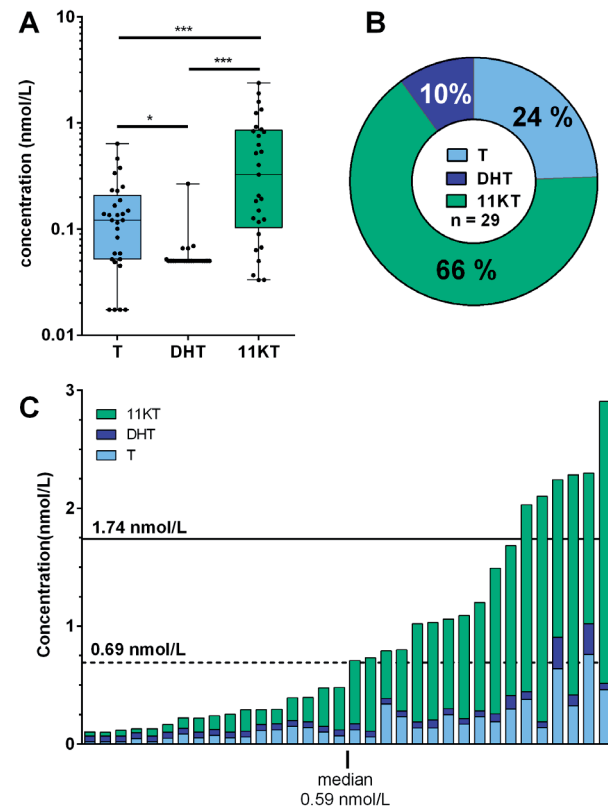 A
***
***
*
concentration (nmol/L)
10
1
0.1
0.01
T
DHT
11KT
B
10%
24 %
T
DHT
11KT
n = 29
66 %
C
Concentration(nmol/L)
3
2
1
0
11KT
DHT
T
1.74 nmol/L
0.69 nmol/L
median
0.59 nmol/L